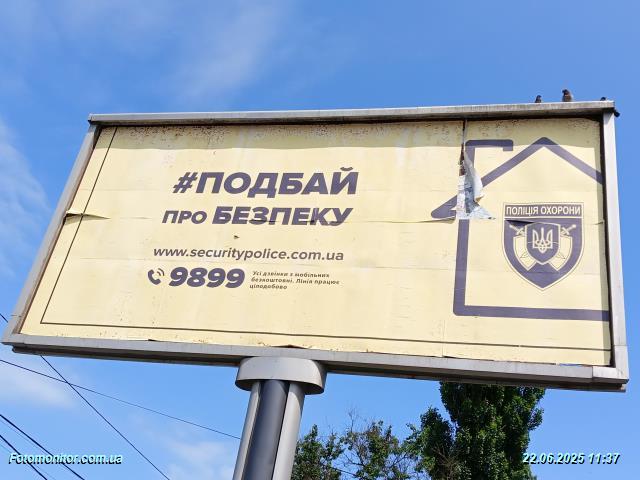 #ПОДБАЙ
ПРО БЕЗПЕКУ
www.securitypolice.com.ua
9899
Усі дзвінки з мобільних
безкоштовні. Лінія працює
цілодобово
ПОЛІЦІЯ ОХОРОНИ
Fotomonitor.com.ua
22.06.2025 11:37